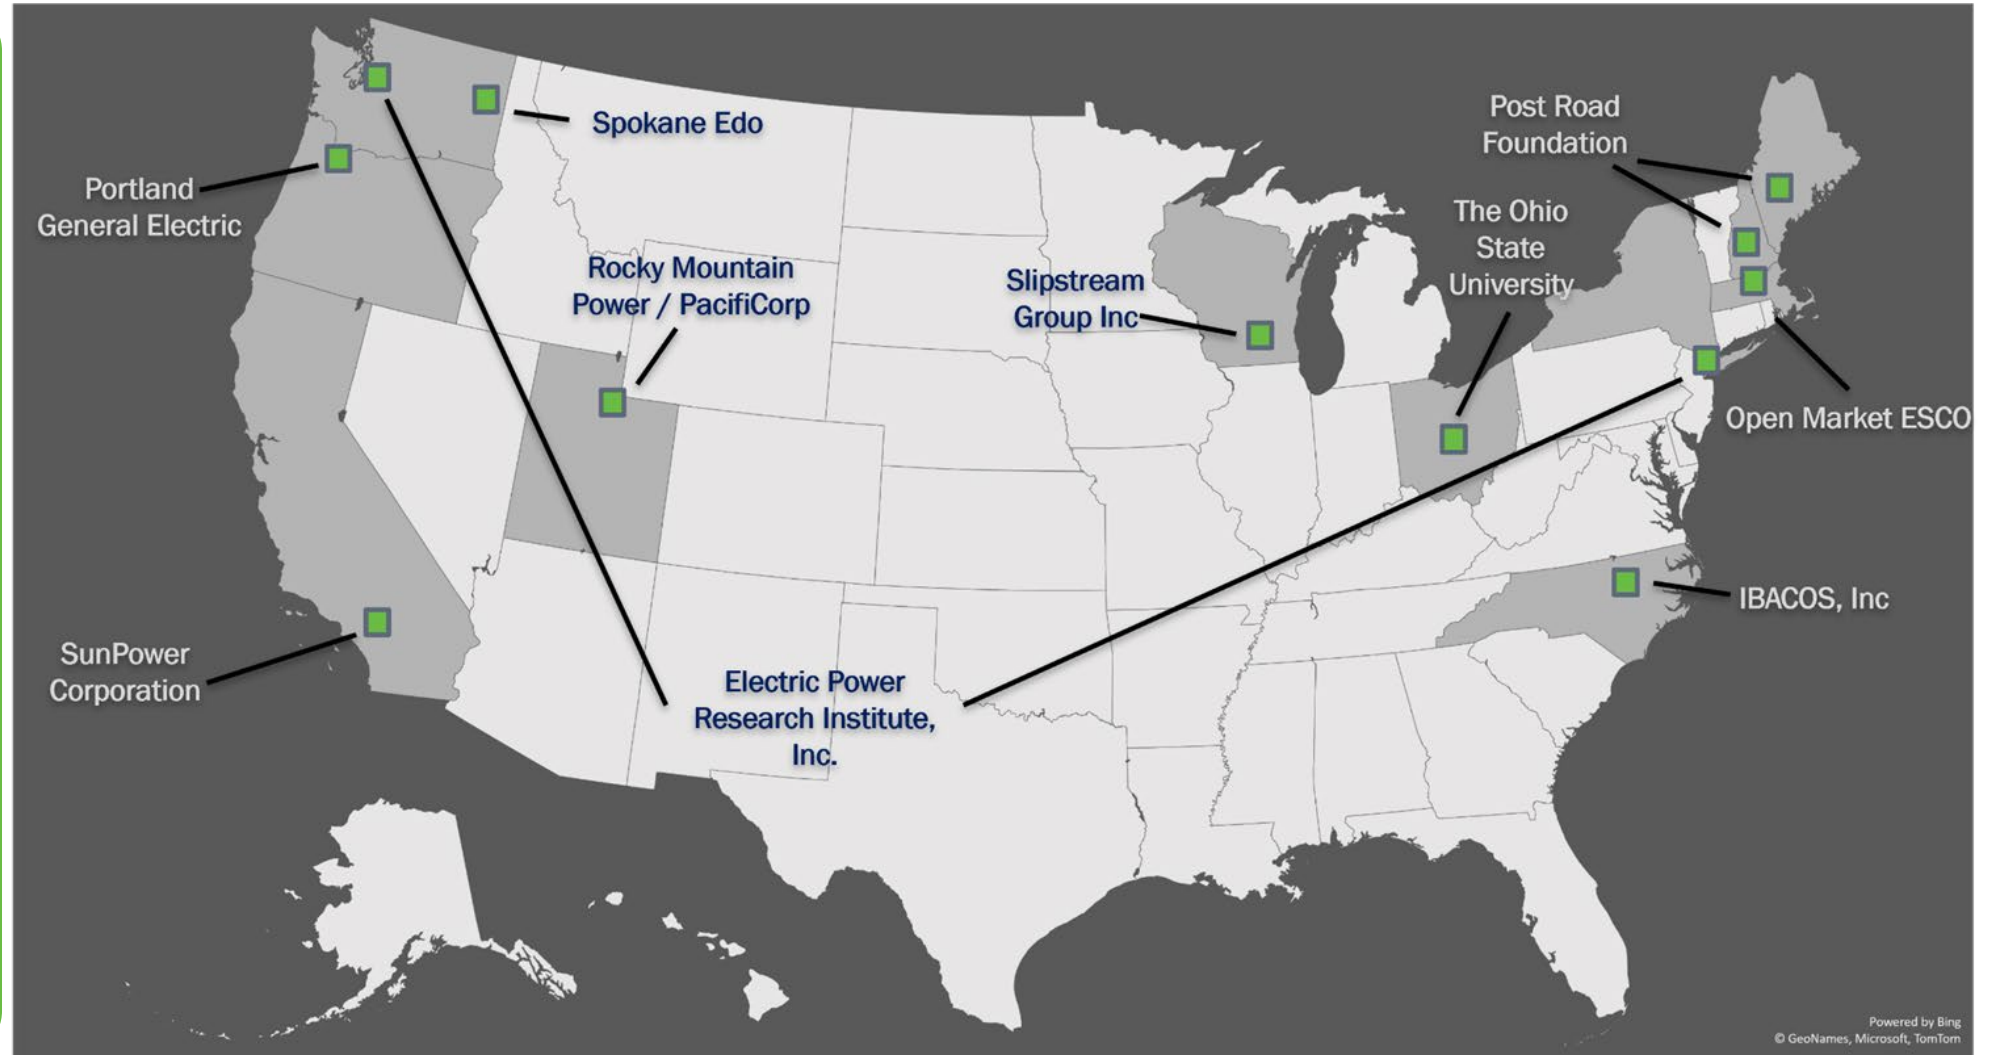 Spokane Edo
Portland
General Electric
Rocky Mountain
Power / PacifiCorp
Slipstream
Group Inc
Post Road
Foundation
The Ohio
State
University
Open Market ESCO
IBACOS, Inc
SunPower
Corporation
Electric Power
Research Institute,
Inc.
Powered by Bing
© GeoNames, Microsoft, TomTom